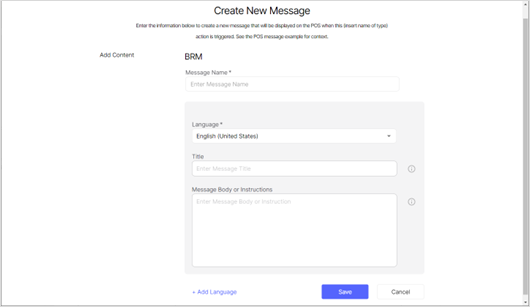 Create New Message
Enter the information below to create a new message that will be displayed on the POS when this (insert name of type)
action is triggered. See the POS message example for context.
Add Content
BRM
Message Name *
Enter Message Name
Language *
English (United States)
Title
Enter Message Title
Message Body or Instructions
Enter Message Body or Instruction
+ Add Language
Save
Cancel